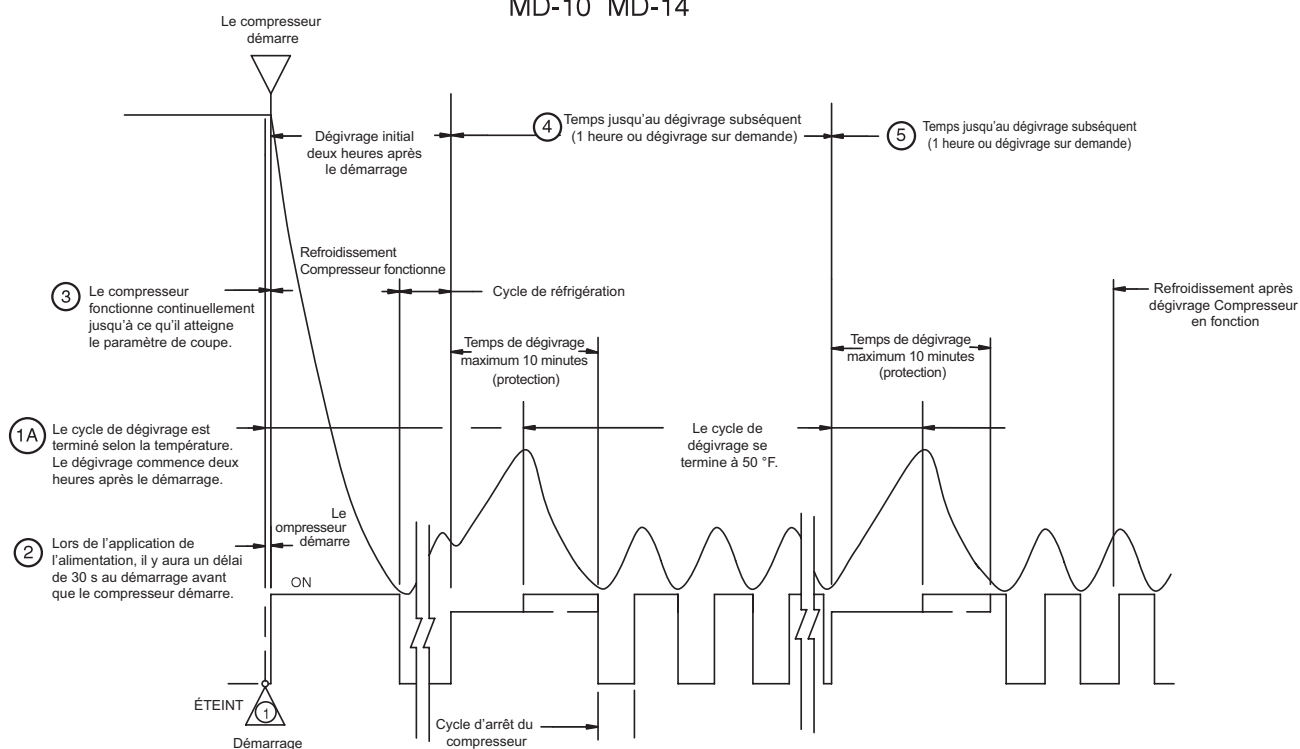 MD-10 MD-14
Le compresseur
démarre
Dégivrage initial
deux heures après
le démarrage
4
Temps jusqu'au dégivrage subséquent
(1 heure ou dégivrage sur demande)
5
Temps jusqu'au dégivrage subséquent
(1 heure ou dégivrage sur demande)
Refroidissement
Compresseur fonctionne
3
Le compresseur
fonctionne continuellement
jusqu'à ce qu'il atteigne
le paramètre de coupe.
Cycle de réfrigération
Refroidissement après
dégivrage Compresseur
en fonction
Temps de dégivrage
maximum 10 minutes
(protection)
Temps de dégivrage
maximum 10 minutes
(protection)
1A
Le cycle de dégivrage est
terminé selon la température.
Le dégivrage commence deux
heures après le démarrage.
Le cycle de
dégivrage se
termine à 50 °F.
Le
ompresseur
démarre
2
Lors de l'application de
l'alimentation, il y aura un délai
de 30 s au démarrage avant
que le compresseur démarre.
ON
ÉTEINT
1
Démarrage
Cycle d'arrêt du
compresseur